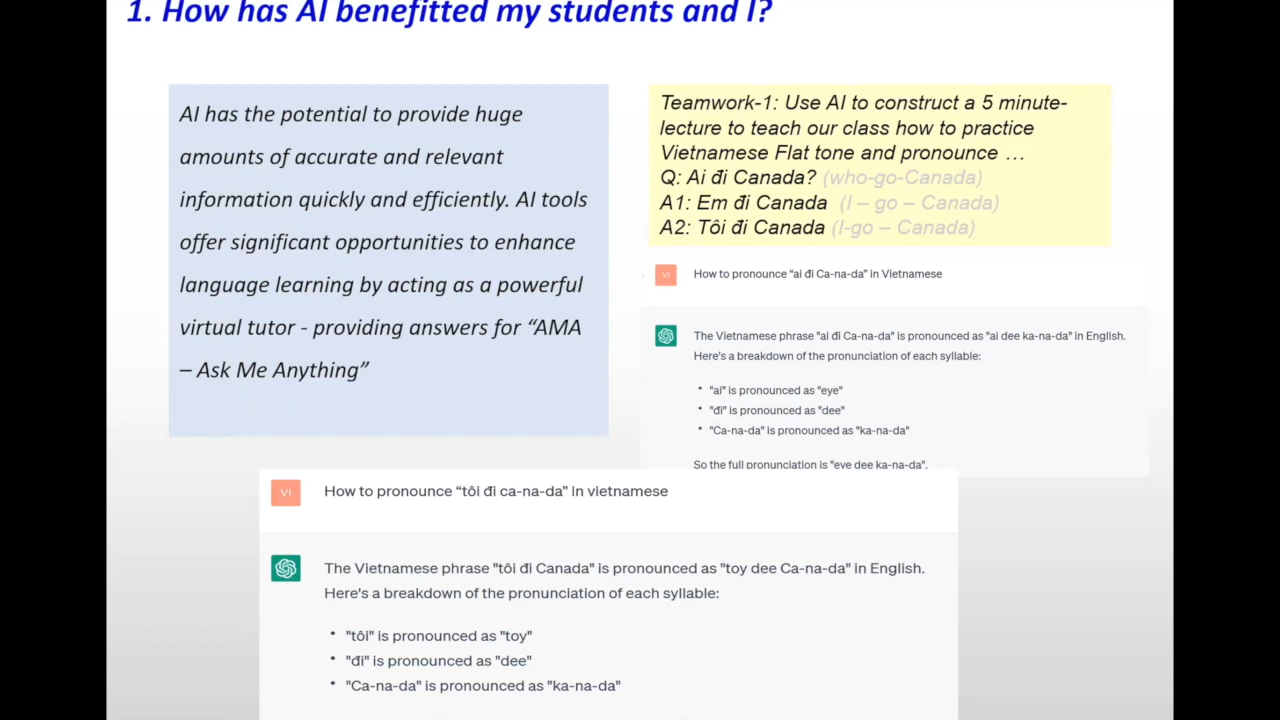 1. How has AI benefitted my students and I?
AI has the potential to provide huge
amounts of accurate and relevant
information quickly and efficiently. AI tools
offer significant opportunities to enhance
language learning by acting as a powerful
virtual tutor - providing answers for “AMA
– Ask Me Anything”
Teamwork-1: Use AI to construct a 5 minute-
lecture to teach our class how to practice
Vietnamese Flat tone and pronounce …
Q: Ai đi Canada? (who-go-Canada)
A1: Em đi Canada (I – go – Canada)
A2: Tôi đi Canada (I-go – Canada)
VI
How to pronounce “ai đi Ca-na-da” in Vietnamese
The Vietnamese phrase "ai đi Ca-na-da" is pronounced as "ai dee ka-na-da" in English.
Here's a breakdown of the pronunciation of each syllable:
• "ai" is pronounced as "eye"
• "đi" is pronounced as "dee"
• "Ca-na-da" is pronounced as "ka-na-da"
So the full pronunciation is "eye dee ka-na-da".
VI
How to pronounce “tôi đi ca-na-da” in vietnamese
The Vietnamese phrase "tôi đi Canada" is pronounced as "toy dee Ca-na-da" in English.
Here's a breakdown of the pronunciation of each syllable:
• "tôi" is pronounced as "toy"
• "đi" is pronounced as "dee"
• "Ca-na-da" is pronounced as "ka-na-da"